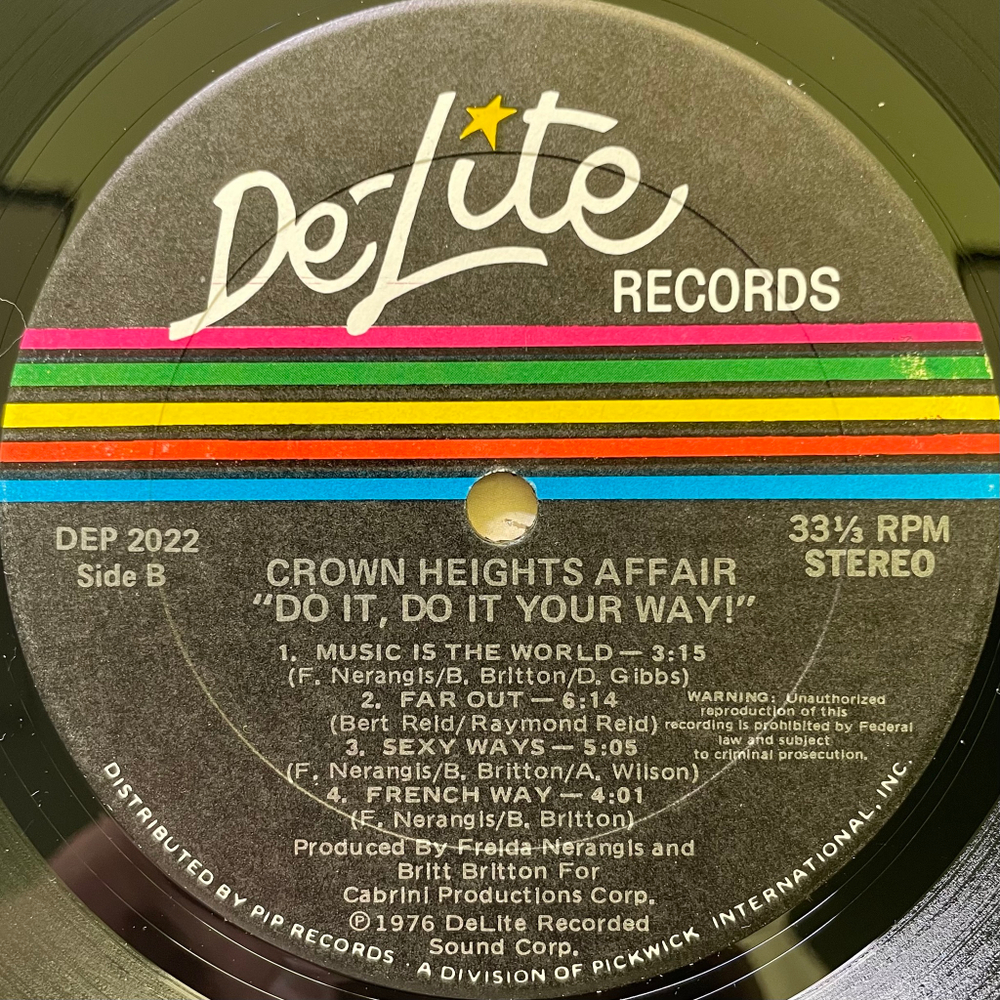 De-Lite
RECORDS
DEP 2022
Side B
33⅓ RPM
STEREO
CROWN HEIGHTS AFFAIR
"DO IT, DO IT YOUR WAY!"
1. MUSIC IS THE WORLD — 3:15
(F. Nerangis/B. Britton/D. Gibbs)
2. FAR OUT — 6:14
(Bert Reid/Raymond Reid)
3. SEXY WAYS — 5:05
(F. Nerangis/B. Britton/A. Wilson)
4. FRENCH WAY — 4:01
(F. Nerangis/B. Britton)
WARNING: Unauthorized
reproduction of this
recording is prohibited by Federal
law and subject
to criminal prosecution.
Produced By Freida Nerangis and
Britt Britton For
Cabrini Productions Corp.
℗1976 DeLite Recorded
Sound Corp.
DISTRIBUTED BY PIP RECORDS · A DIVISION OF PICKWICK INTERNATIONAL, INC.